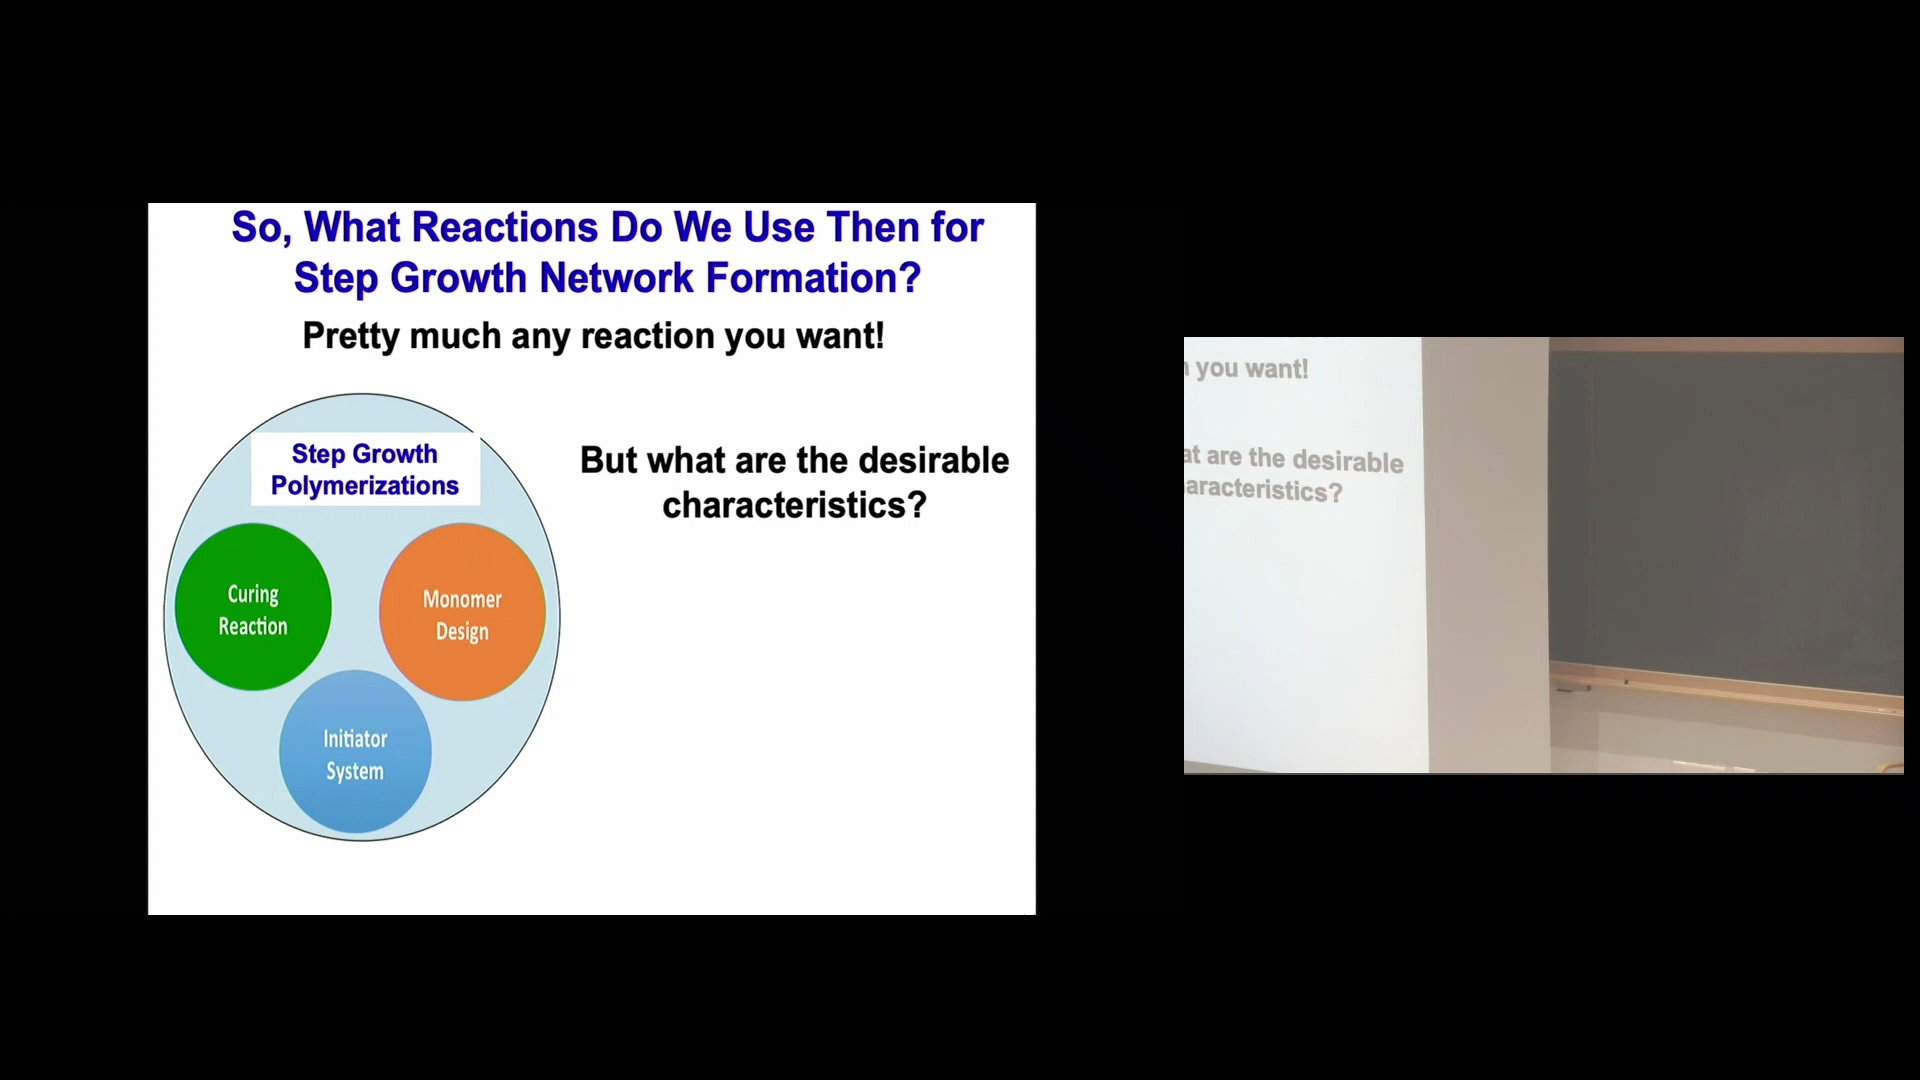 So, What Reactions Do We Use Then for
Step Growth Network Formation?
Pretty much any reaction you want!
Step Growth
Polymerizations
But what are the desirable
characteristics?
Curing
Reaction
Monomer
Design
Initiator
System
you want!
at are the desirable
aracteristics?